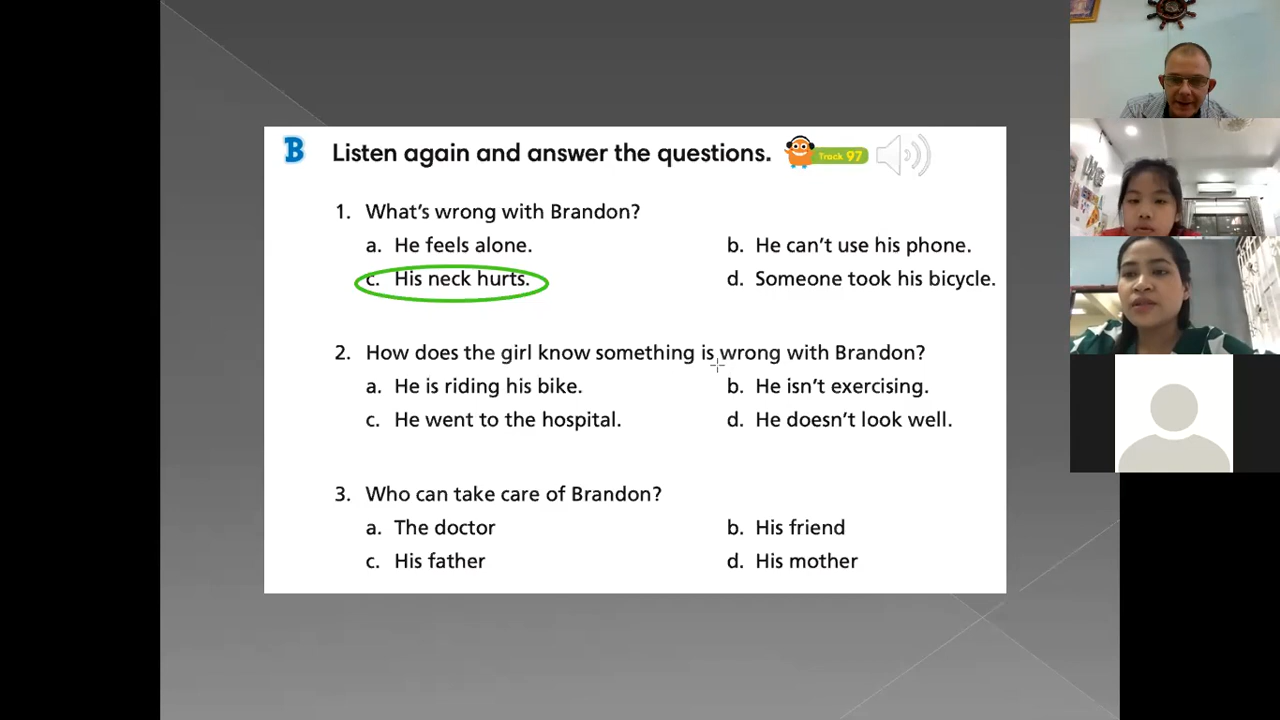 B Listen again and answer the questions. Track 97
1. What's wrong with Brandon?
a. He feels alone. b. He can't use his phone.
c. His neck hurts. d. Someone took his bicycle.
2. How does the girl know something is wrong with Brandon?
a. He is riding his bike. b. He isn't exercising.
c. He went to the hospital. d. He doesn't look well.
3. Who can take care of Brandon?
a. The doctor b. His friend
c. His father d. His mother